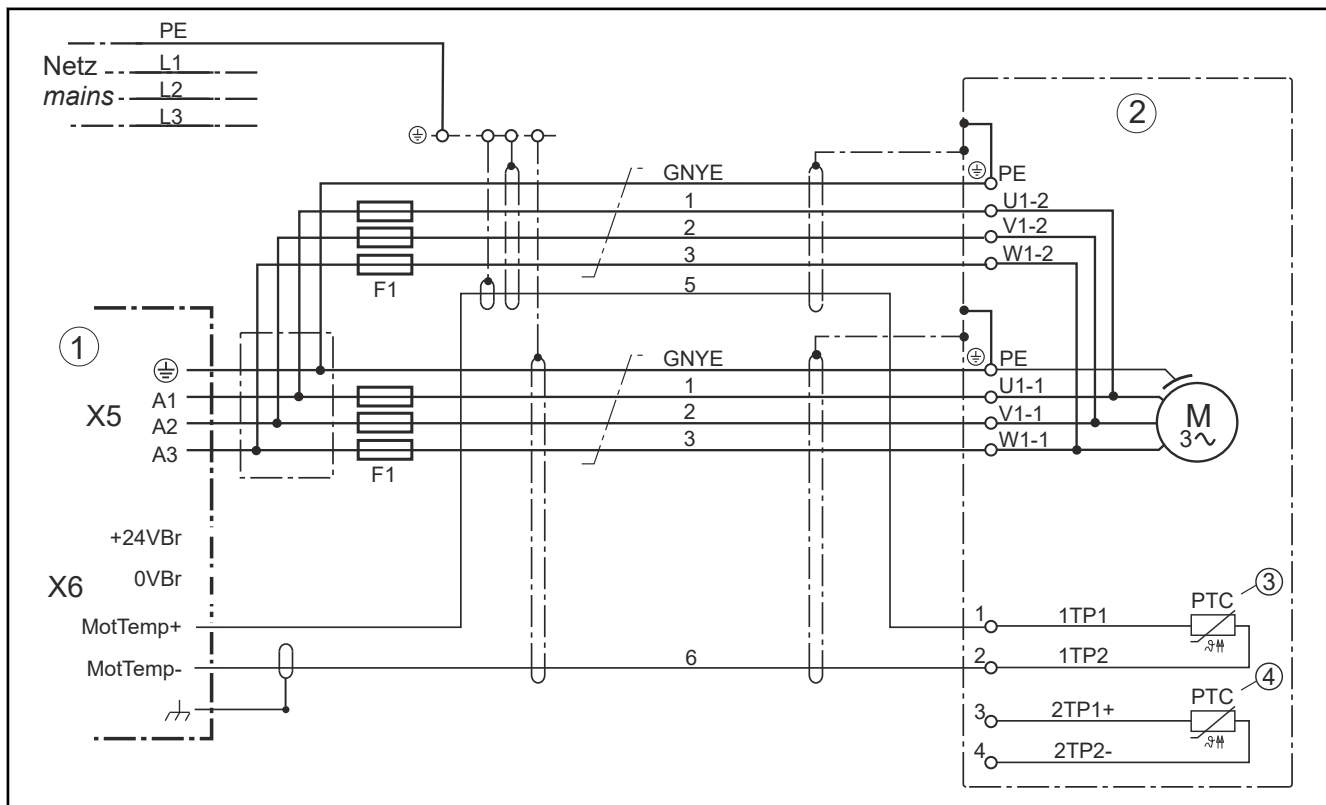 PE
Netz
mains
L1
L2
L3
2
GNYE
PE
1
U1-2
2
V1-2
3
W1-2
F1
5
1
GNYE
PE
X5
A1
1
U1-1
A2
2
V1-1
A3
3
W1-1
F1
M
3∿
+24VBr
X6
0VBr
MotTemp+
MotTemp-
6
1
1TP1
PTC
3
ϑ
2
1TP2
3
2TP1+
PTC
4
ϑ
4
2TP2-